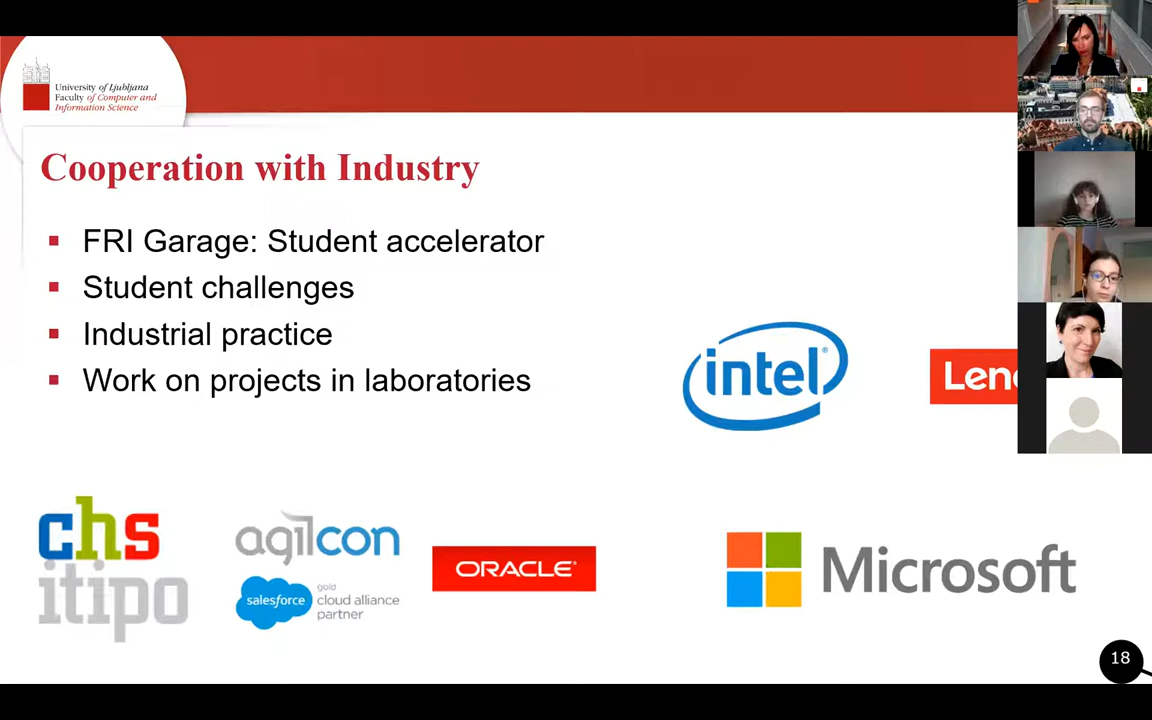 University of Ljubljana
Faculty of Computer and
Information Science
Cooperation with Industry
FRI Garage: Student accelerator
Student challenges
Industrial practice
Work on projects in laboratories
intel®
Len
chs
itipo
agilcon
salesforce
gold
cloud alliance
partner
ORACLE®
Microsoft
18